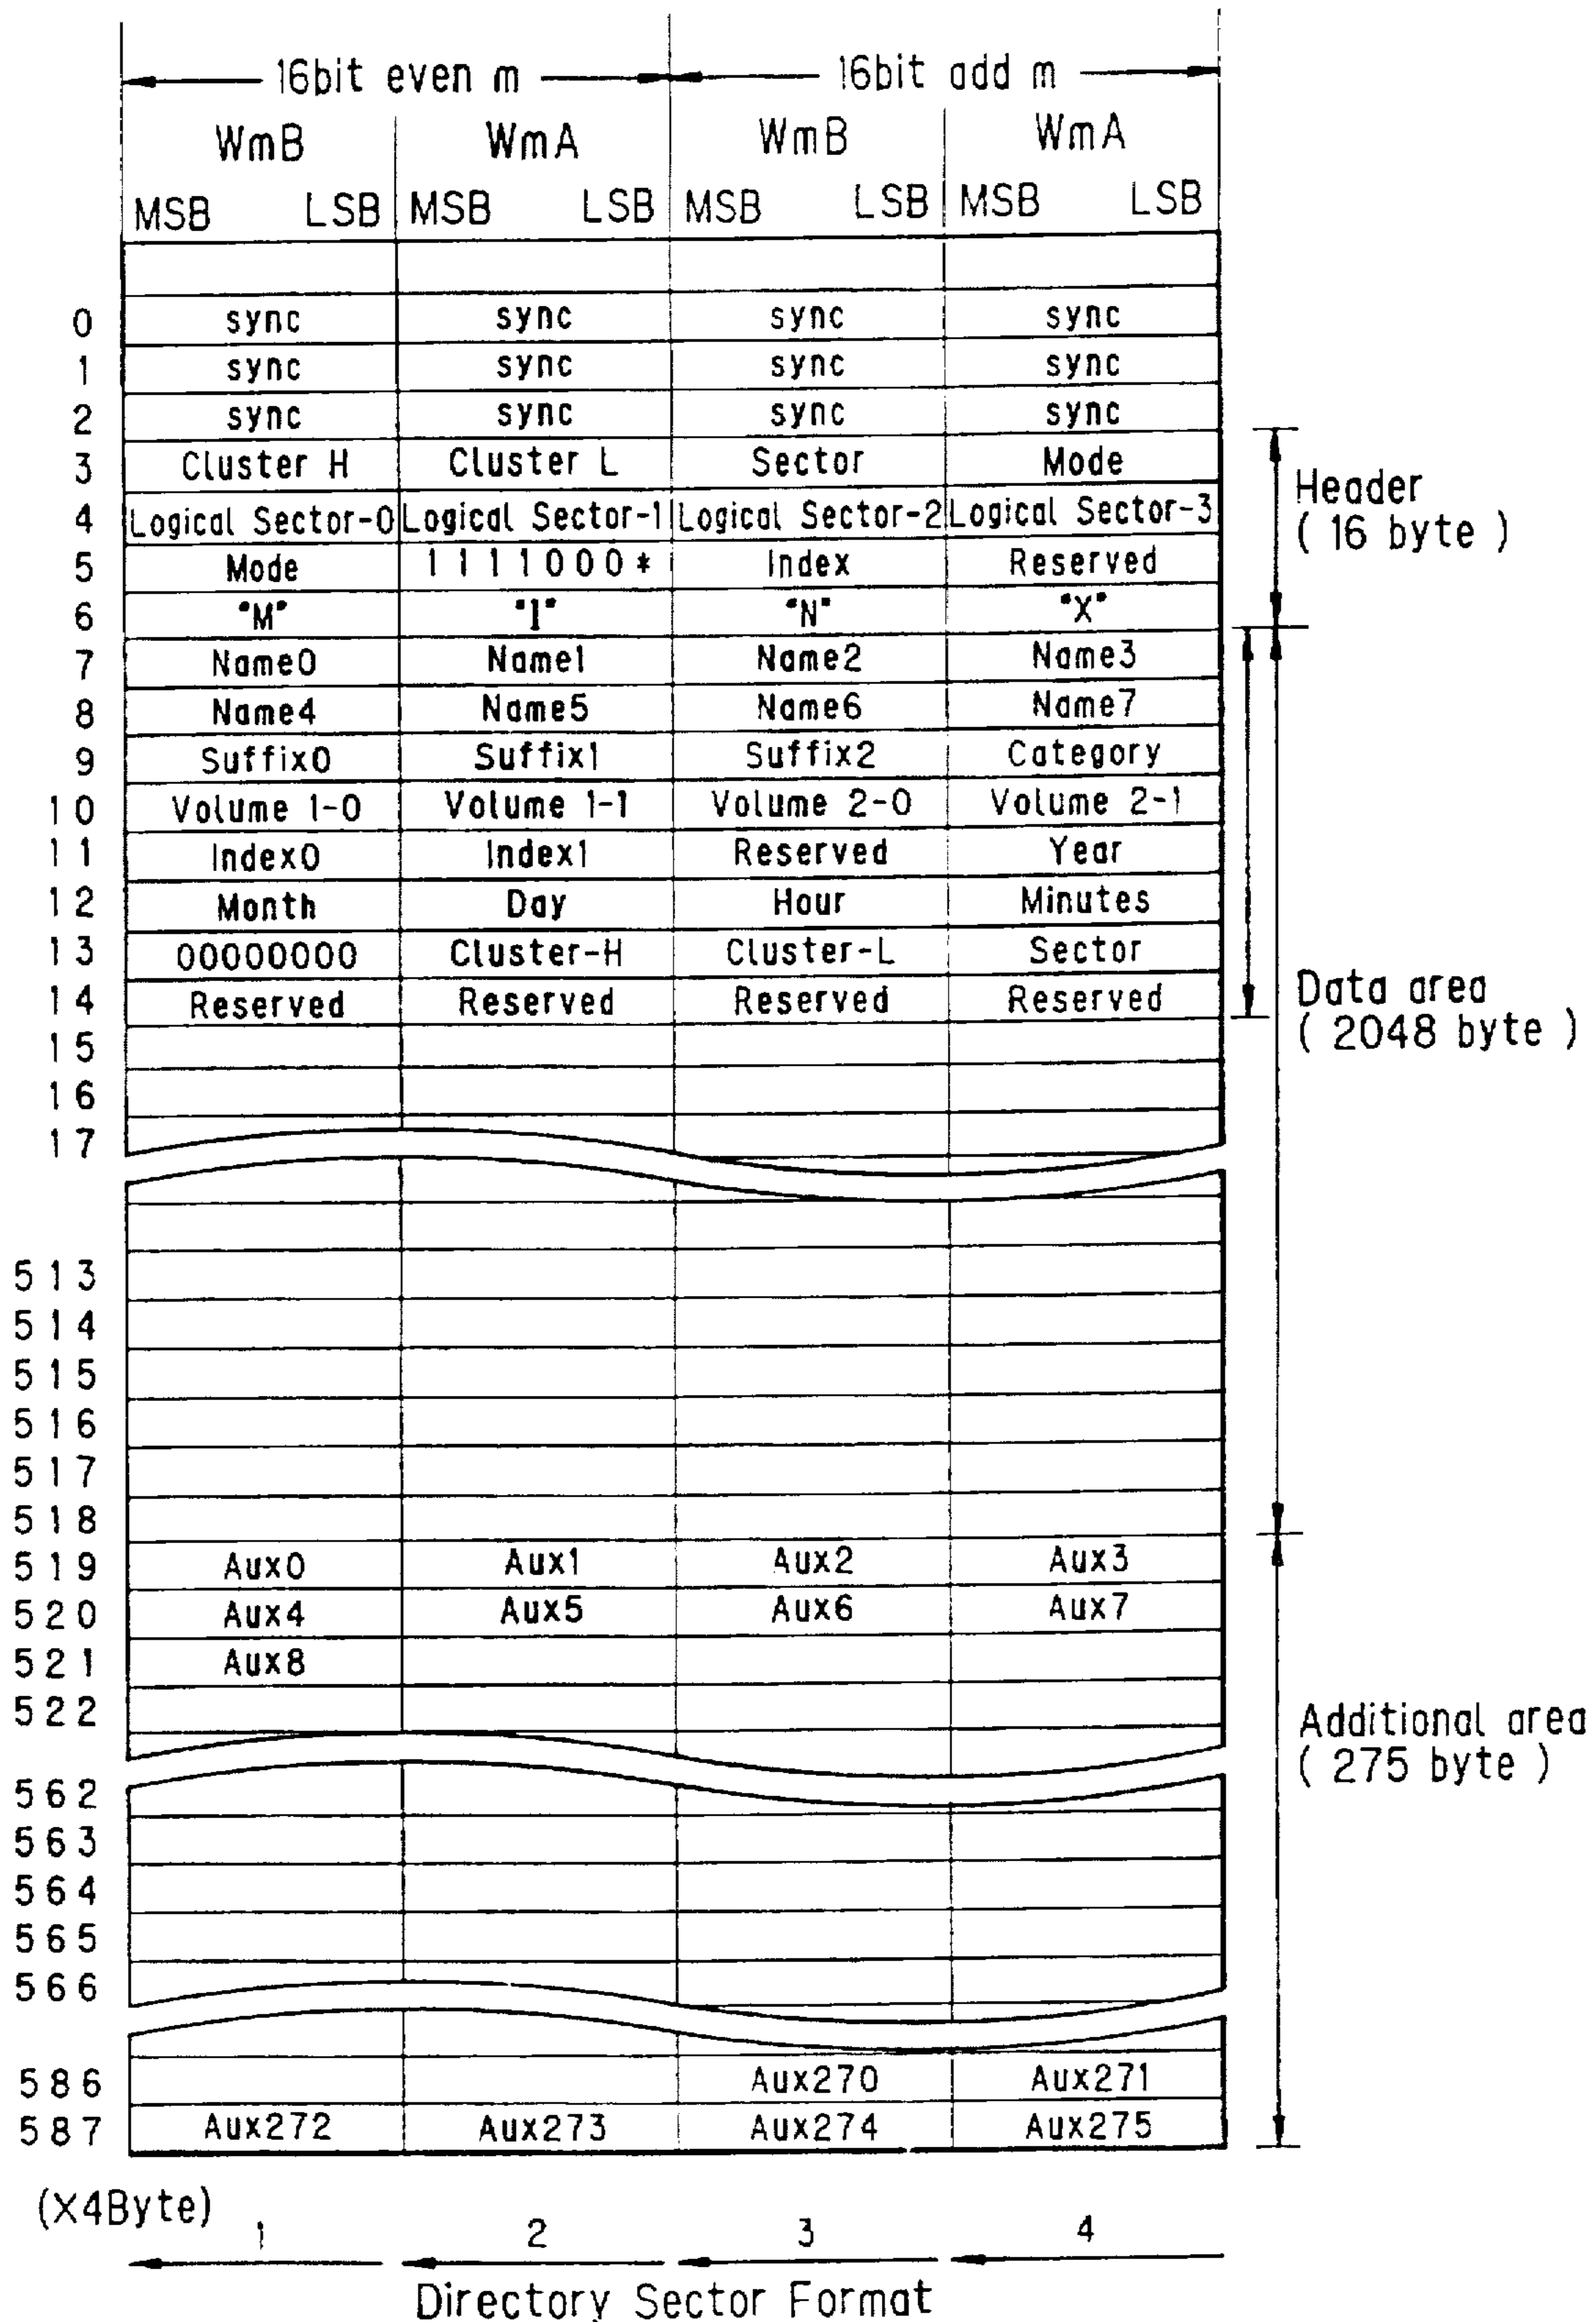 16bit even m 16bit add m
WmB WmA WmB WmA
MSB LSB MSB LSB MSB LSB MSB LSB
0 sync sync sync sync
1 sync sync sync sync
2 sync sync sync sync
3 Cluster H Cluster L Sector Mode
4 Logical Sector-0 Logical Sector-1 Logical Sector-2 Logical Sector-3
Header
( 16 byte )
5 Mode 1111000* Index Reserved
6 "M" "I" "N" "X"
7 Name0 Name1 Name2 Name3
8 Name4 Name5 Name6 Name7
9 Suffix0 Suffix1 Suffix2 Category
10 Volume 1-0 Volume 1-1 Volume 2-0 Volume 2-1
11 Index0 Index1 Reserved Year
12 Month Day Hour Minutes
13 00000000 Cluster-H Cluster-L Sector
14 Reserved Reserved Reserved Reserved
Data area
( 2048 byte )
15
16
17
513
514
515
516
517
518
519 Aux0 Aux1 Aux2 Aux3
520 Aux4 Aux5 Aux6 Aux7
521 Aux8
522
Additional area
( 275 byte )
562
563
564
565
566
586 Aux270 Aux271
587 Aux272 Aux273 Aux274 Aux275
(X4Byte) 1 2 3 4
Directory Sector Format